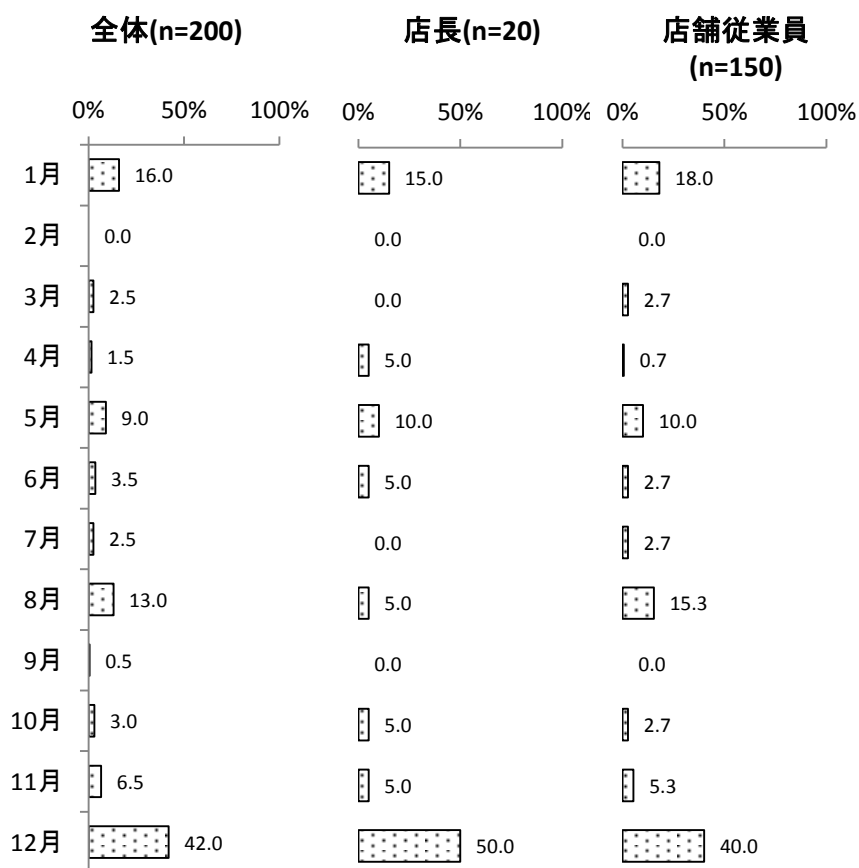 全体(n=200)
店長(n=20)
店舗従業員
(n=150)
0% 50% 100%
0% 50% 100%
0% 50% 100%
1月 16.0 15.0 18.0
2月 0.0 0.0 0.0
3月 2.5 0.0 2.7
4月 1.5 5.0 0.7
5月 9.0 10.0 10.0
6月 3.5 5.0 2.7
7月 2.5 0.0 2.7
8月 13.0 5.0 15.3
9月 0.5 0.0 0.0
10月 3.0 5.0 2.7
11月 6.5 5.0 5.3
12月 42.0 50.0 40.0